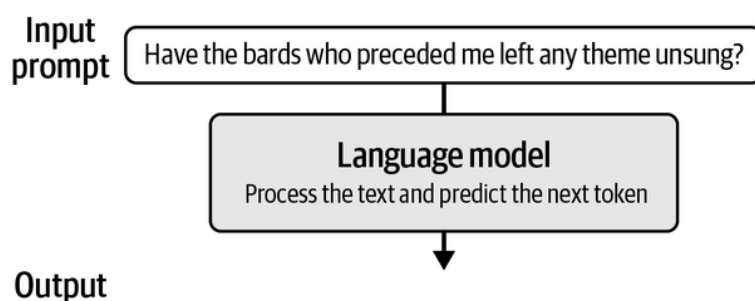 Input
prompt
Have the bards who preceded me left any theme unsung?
Language model
Process the text and predict the next token
Output